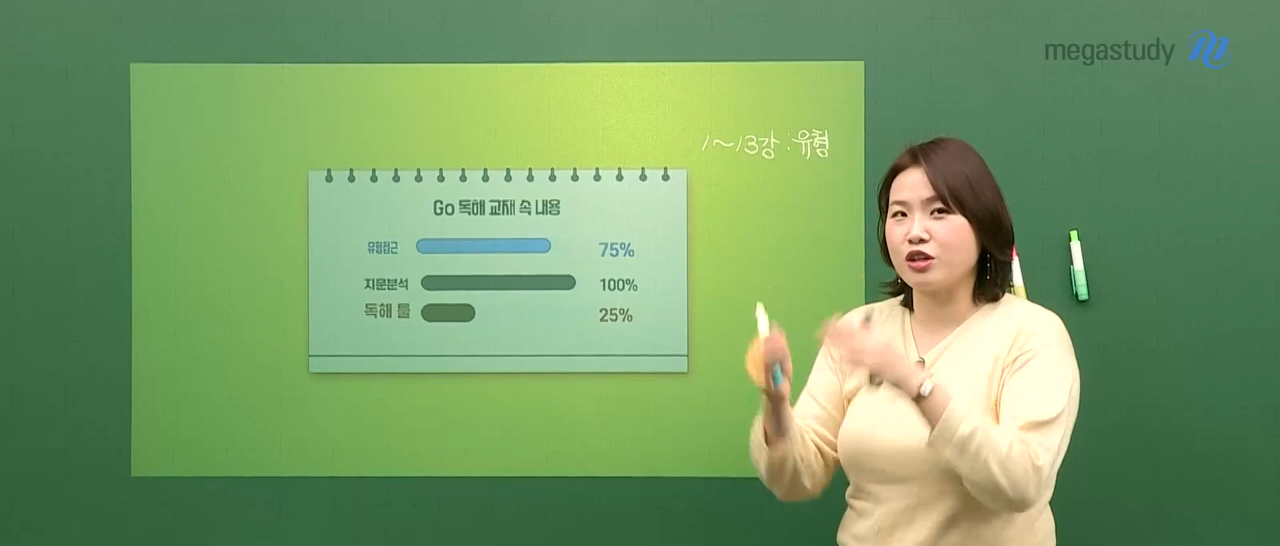 megastudy
1~13강 : 유형
Go 독해 교재 속 내용
유형접근 75%
지문분석 100%
독해 툴 25%